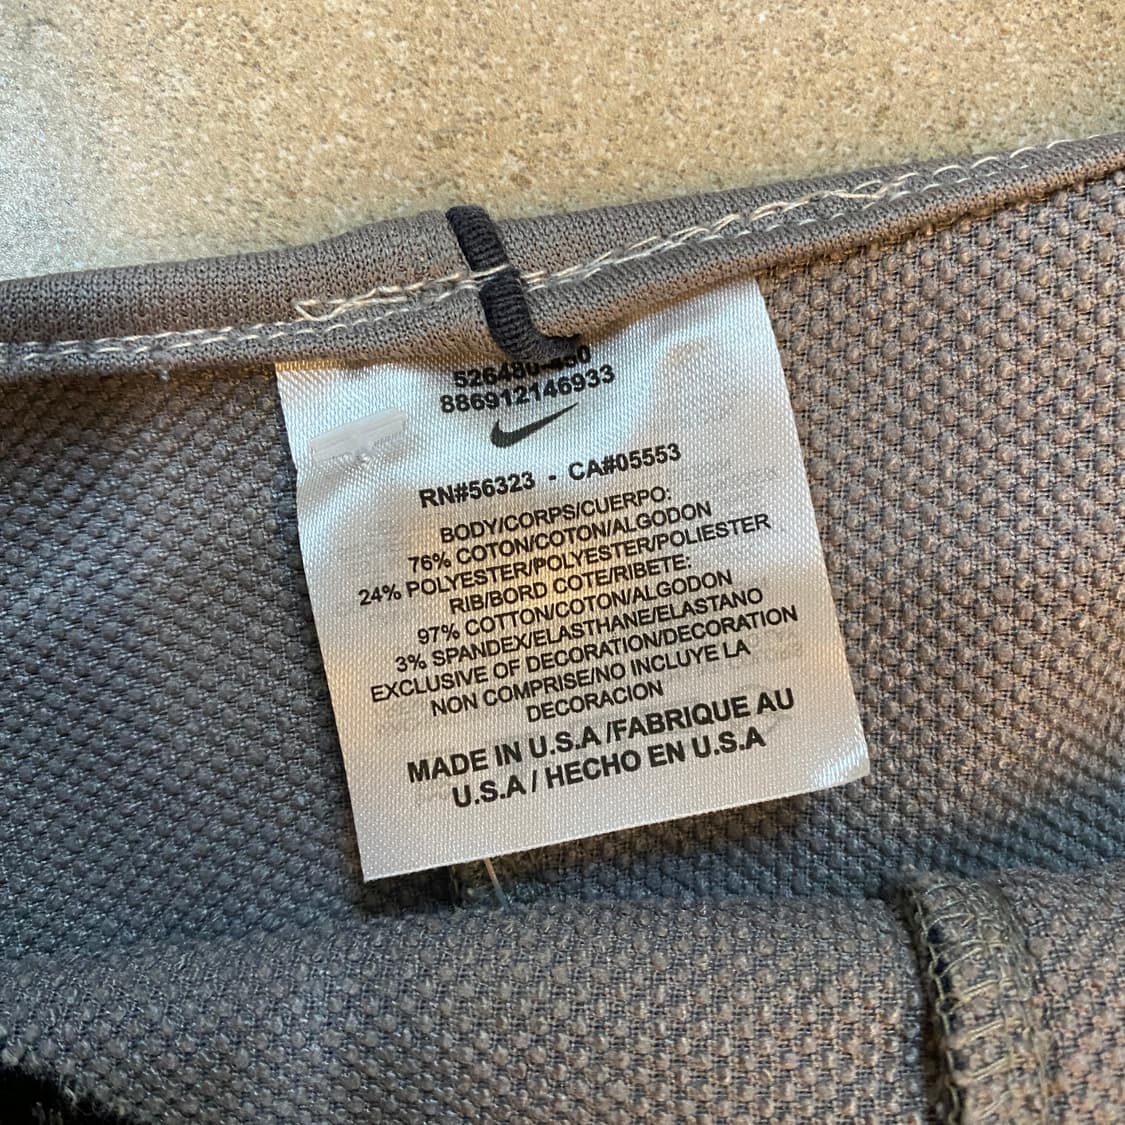 886912146933
RN#56323 - CA#05553
BODY/CORPS/CUERPO:
76% COTON/COTON/ALGODON
24% POLYESTER/POLYESTER/POLIESTER
RIB/BORD COTE/RIBETE:
97% COTTON/COTON/ALGODON
3% SPANDEX/ELASTHANE/ELASTANO
EXCLUSIVE OF DECORATION/DECORATION
NON COMPRISE/NO INCLUYE LA
DECORACION
MADE IN U.S.A /FABRIQUE AU
U.S.A / HECHO EN U.S.A